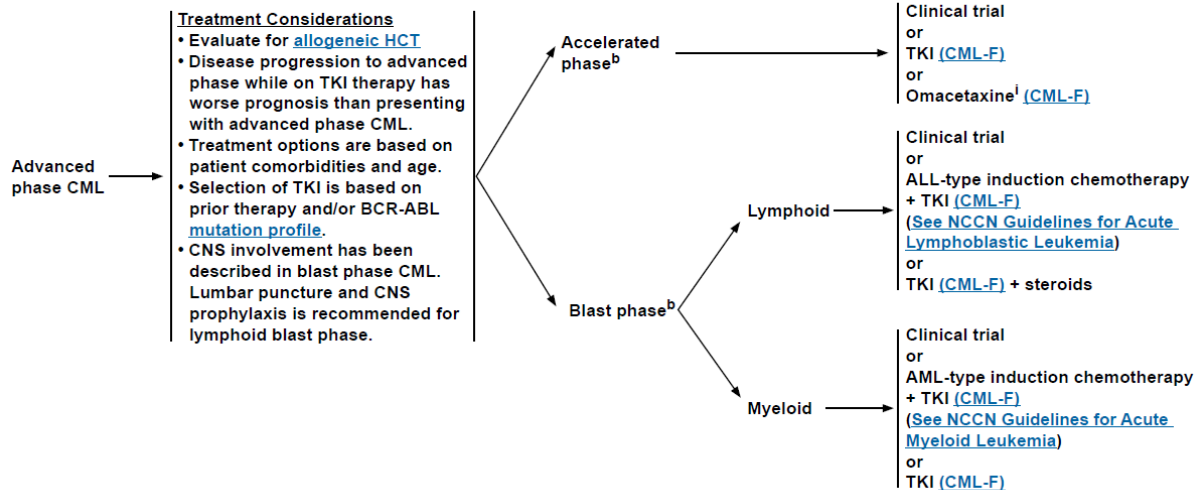 Advanced
phase CML
Treatment Considerations
• Evaluate for allogeneic HCT
• Disease progression to advanced
phase while on TKI therapy has
worse prognosis than presenting
with advanced phase CML.
• Treatment options are based on
patient comorbidities and age.
• Selection of TKI is based on
prior therapy and/or BCR-ABL
mutation profile.
• CNS involvement has been
described in blast phase CML.
Lumbar puncture and CNS
prophylaxis is recommended for
lymphoid blast phase.
Accelerated
phaseᵇ
Clinical trial
or
TKI (CML-F)
or
Omacetaxineⁱ (CML-F)
Blast phaseᵇ
Lymphoid
Clinical trial
or
ALL-type induction chemotherapy
+ TKI (CML-F)
(See NCCN Guidelines for Acute
Lymphoblastic Leukemia)
or
TKI (CML-F) + steroids
Myeloid
Clinical trial
or
AML-type induction chemotherapy
+ TKI (CML-F)
(See NCCN Guidelines for Acute
Myeloid Leukemia)
or
TKI (CML-F)